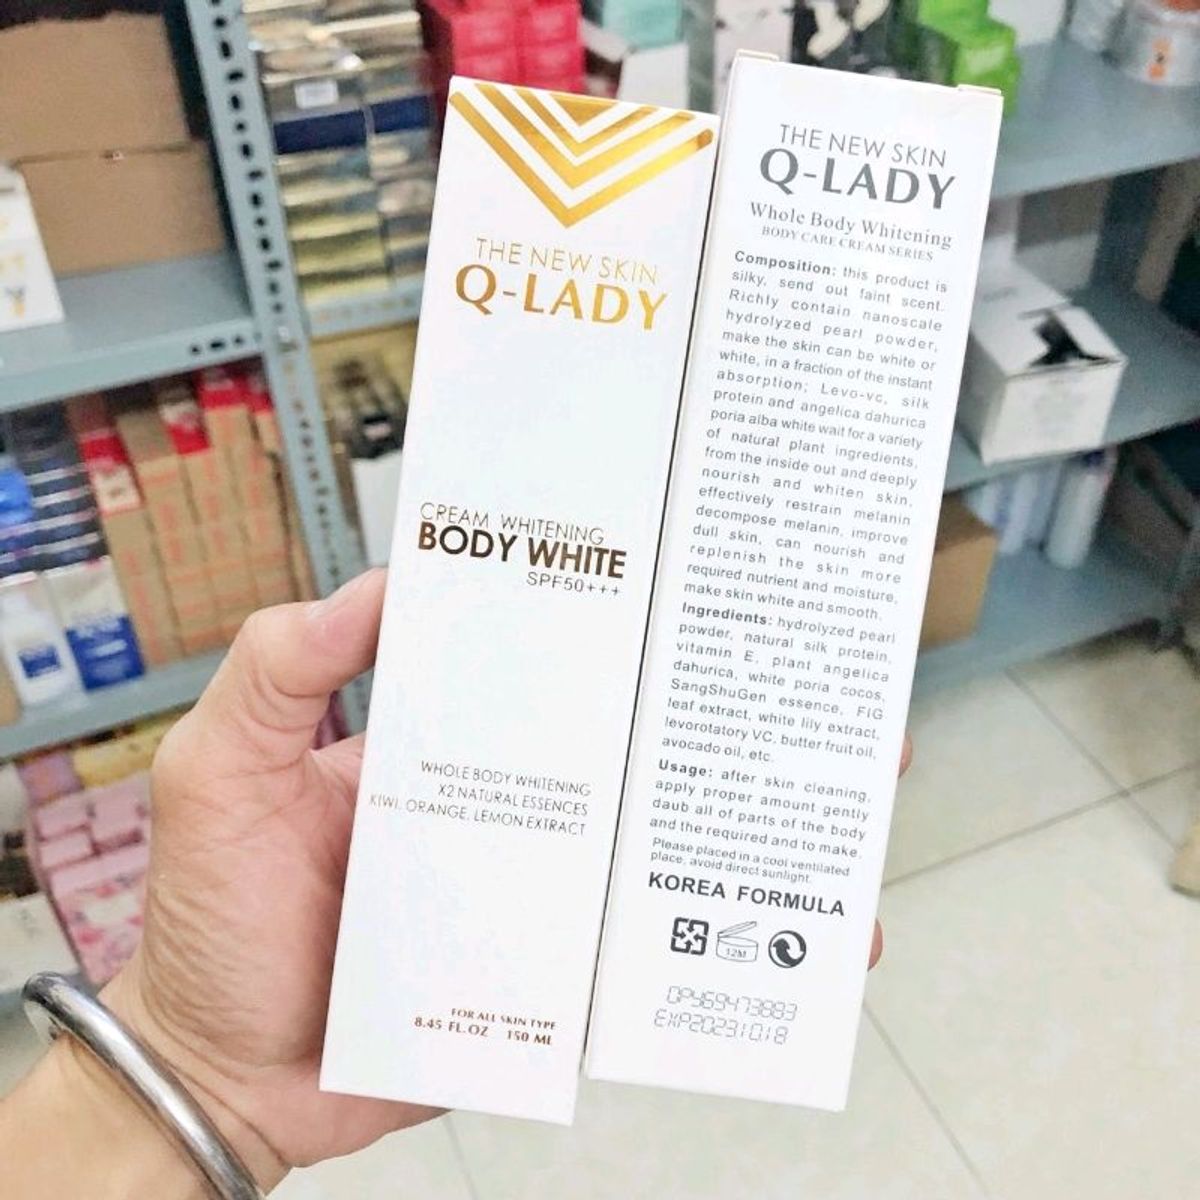 THE NEW SKIN
Q-LADY
CREAM WHITENING
BODY WHITE
SPF50+++
WHOLE BODY WHITENING
X2 NATURAL ESSENCES
KIWI, ORANGE, LEMON EXTRACT
FOR ALL SKIN TYPE
8.45 FL.OZ 150 ML
THE NEW SKIN
Q-LADY
Whole Body Whitening
BODY CARE CREAM SERIES
Composition: this product is
silky, send out faint scent.
Richly contain nanoscale
hydrolyzed pearl powder,
make the skin can be white or
white, in a fraction of the instant
absorption; Levo-vc, silk
protein and angelica dahurica
poria alba white wait for a variety
of natural plant ingredients,
from the inside out and deeply
nourish and whiten skin,
effectively restrain melanin
decompose melanin, improve
dull skin, can nourish and
replenish the skin more
required nutrient and moisture,
make skin white and smooth.
Ingredients: hydrolyzed pearl
powder, natural silk protein,
vitamin E, plant angelica
dahurica, white poria cocos,
SangShuGen essence, FIG
leaf extract, white lily extract,
levorotatory VC, butter fruit oil,
avocado oil, etc.
Usage: after skin cleaning,
apply proper amount gently
daub all of parts of the body
and the required and to make.
Please placed in a cool ventilated
place, avoid direct sunlight.
KOREA FORMULA
12M
OP469473883
EXP20231018